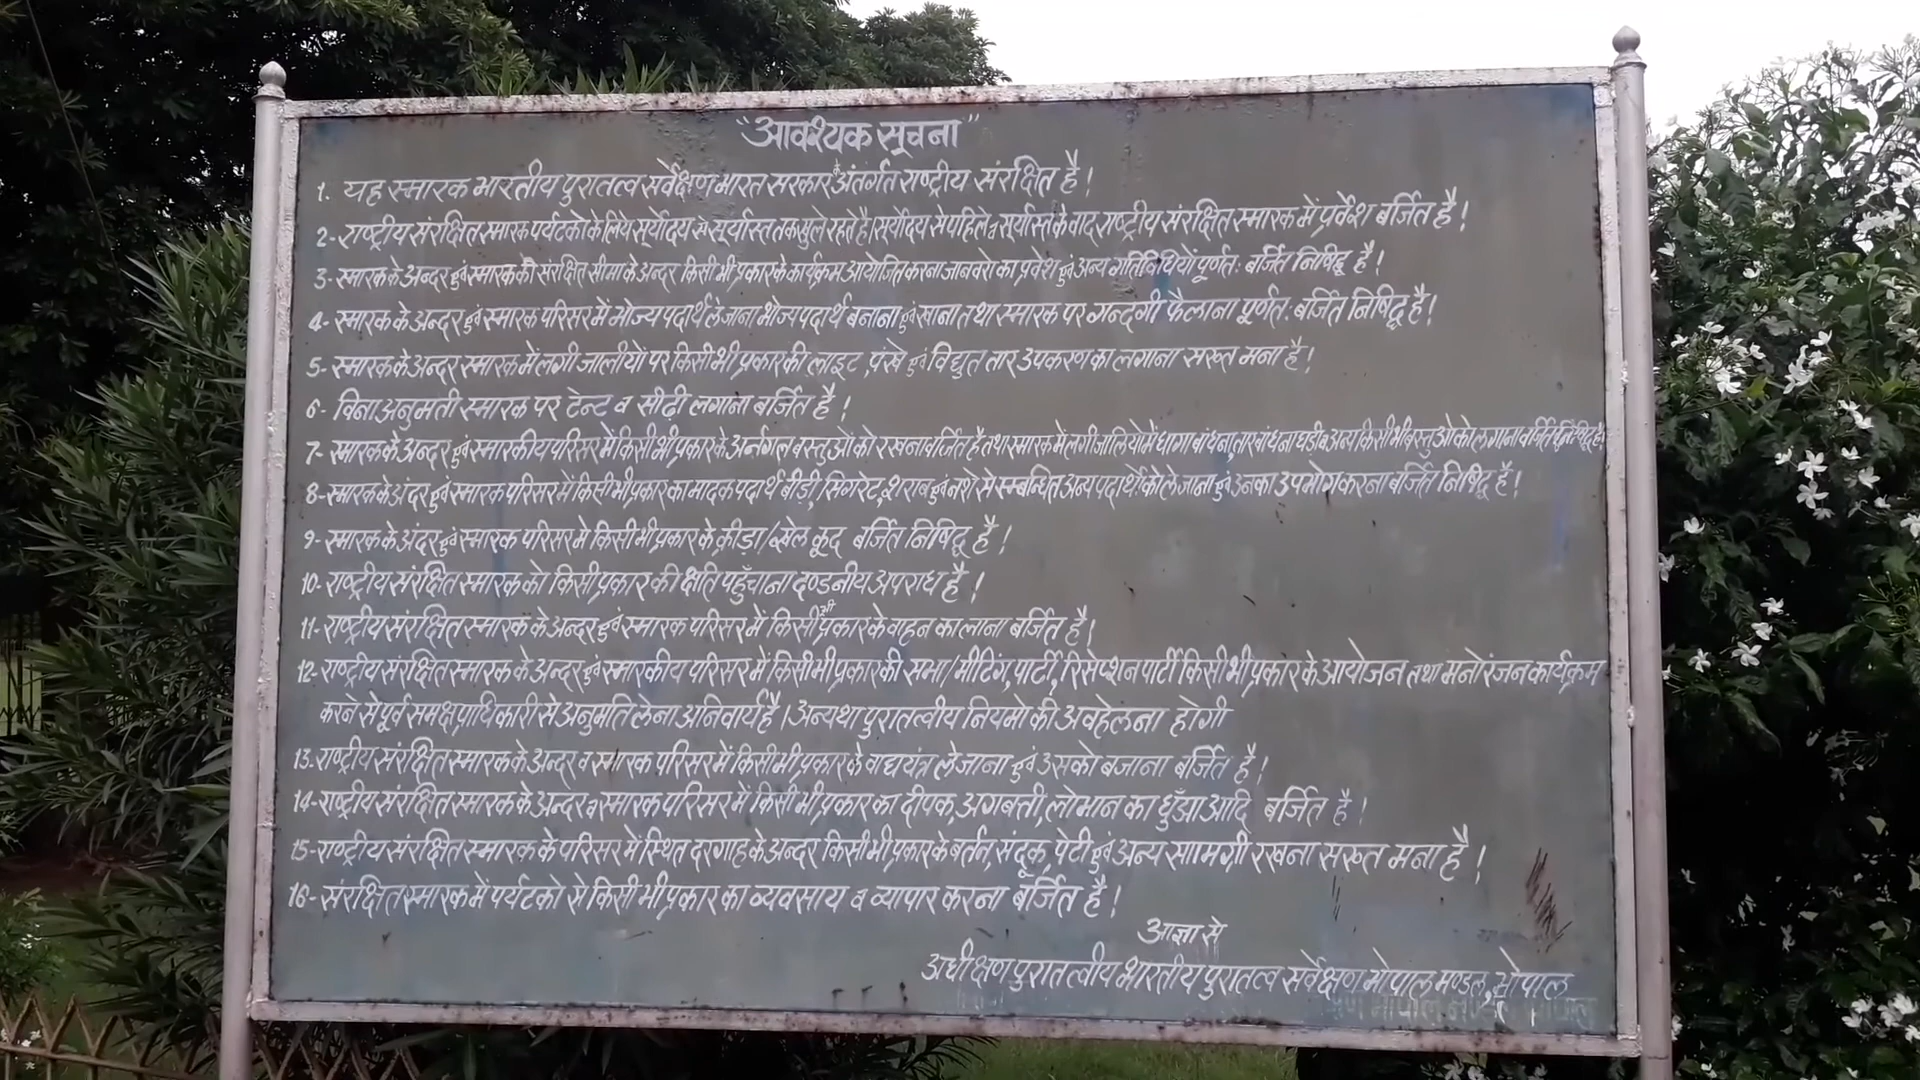 "आवश्यक सूचना"
1. यह स्मारक भारतीय पुरातत्व सर्वेक्षण भारत सरकार के अंतर्गत राष्ट्रीय संरक्षित है!
2- राष्ट्रीय संरक्षित स्मारक पर्यटको के लिये सूर्योदय से सूर्यास्त तक खुले रहते है। सूर्योदय से पहिले व सूर्यास्त के वाद राष्ट्रीय संरक्षित स्मारक में प्रवेश बर्जित है!
3- स्मारक के अन्दर एवं स्मारक की संरक्षित सीमा के अन्दर किसी भी प्रकार के कार्यक्रम आयोजित करना जानवरो का प्रवेश एवं अन्य गतिविधियों पूर्णत: बर्जित निषिद्ध है!
4- स्मारक के अन्दर एवं स्मारक परिसर में भोज्य पदार्थ लेजाना भोज्य पदार्थ बनाना एवं खाना तथा स्मारक पर गन्दगी फैलाना पूर्णत. बर्जित निषिद्ध है!
5- स्मारक के अन्दर स्मारक में लगी जालीयों पर किसी भी प्रकार की लाइट, पंखे एवं विद्युत तार उपकरण का लगाना सख्त मना है!
6- विना अनुमती स्मारक पर टेन्ट व सीढ़ी लगाना बर्जित है!
7- स्मारक के अन्दर एवं स्मारकीय परिसर में किसी भी प्रकार के अर्नगल बस्तुओं को रखना वर्जित है तथा स्मारक में लगी जालियो में धागा बांधना, तार बांधना घड़ी व अन्य किसी भी बस्तुओ को लगाना वर्जित निषिद्ध है!
8- स्मारक के अंदर एवं स्मारक परिसर में किसी भी प्रकार का मादक पदार्थ बीड़ी, सिगरेट, शराब एवं नशे से सम्बन्धित अन्य पदार्थो को ले जाना एवं उनका उपभोग करना बर्जित निषिद्ध है!
9- स्मारक के अंदर एवं स्मारक परिसर मे किसी भी प्रकार के क्रीड़ा/खेल कूद बर्जित निषिद्ध है!
10- राष्ट्रीय संरक्षित स्मारक को किसी प्रकार की क्षति पहुँचाना दण्डनीय अपराध है!
11- राष्ट्रीय संरक्षित स्मारक के अन्दर एवं स्मारक परिसर में किसी भी प्रकार के वाहन का लाना बर्जित है!
12- राष्ट्रीय संरक्षित स्मारक के अन्दर एवं स्मारकीय परिसर में किसी भी प्रकार की सभा/मीटिंग, पार्टी, रिसेप्शन पार्टी किसी भी प्रकार के आयोजन तथा मनोरंजन कार्यक्रम
करने से पूर्व समक्ष प्राधिकारी से अनुमति लेना अनिवार्य है। अन्यथा पुरातत्वीय नियमो की अवहेलना होगी
13- राष्ट्रीय संरक्षित स्मारक के अन्दर व स्मारक परिसर में किसी भी प्रकार के वाद्ययंत्र लेजाना एवं उसको बजाना बर्जित है!
14- राष्ट्रीय संरक्षित स्मारक के अन्दर व स्मारक परिसर में किसी भी प्रकार का दीपक, अगबत्ती, लोभान का धुँआ आदि बर्जित है!
15- राष्ट्रीय संरक्षित स्मारक के परिसर में स्थित दरगाह के अन्दर किसी भी प्रकार के बर्तन, संदूक, पेटी एवं अन्य साामग्री रखना सख्त मना है!
16- संरक्षित स्मारक में पर्यटको से किसी भी प्रकार का व्यवसाय व व्यापार करना बर्जित है!
आज्ञा से
अधीक्षण पुरातत्वीय भारतीय पुरातत्व सर्वेक्षण भोपाल मण्डल, भोपाल